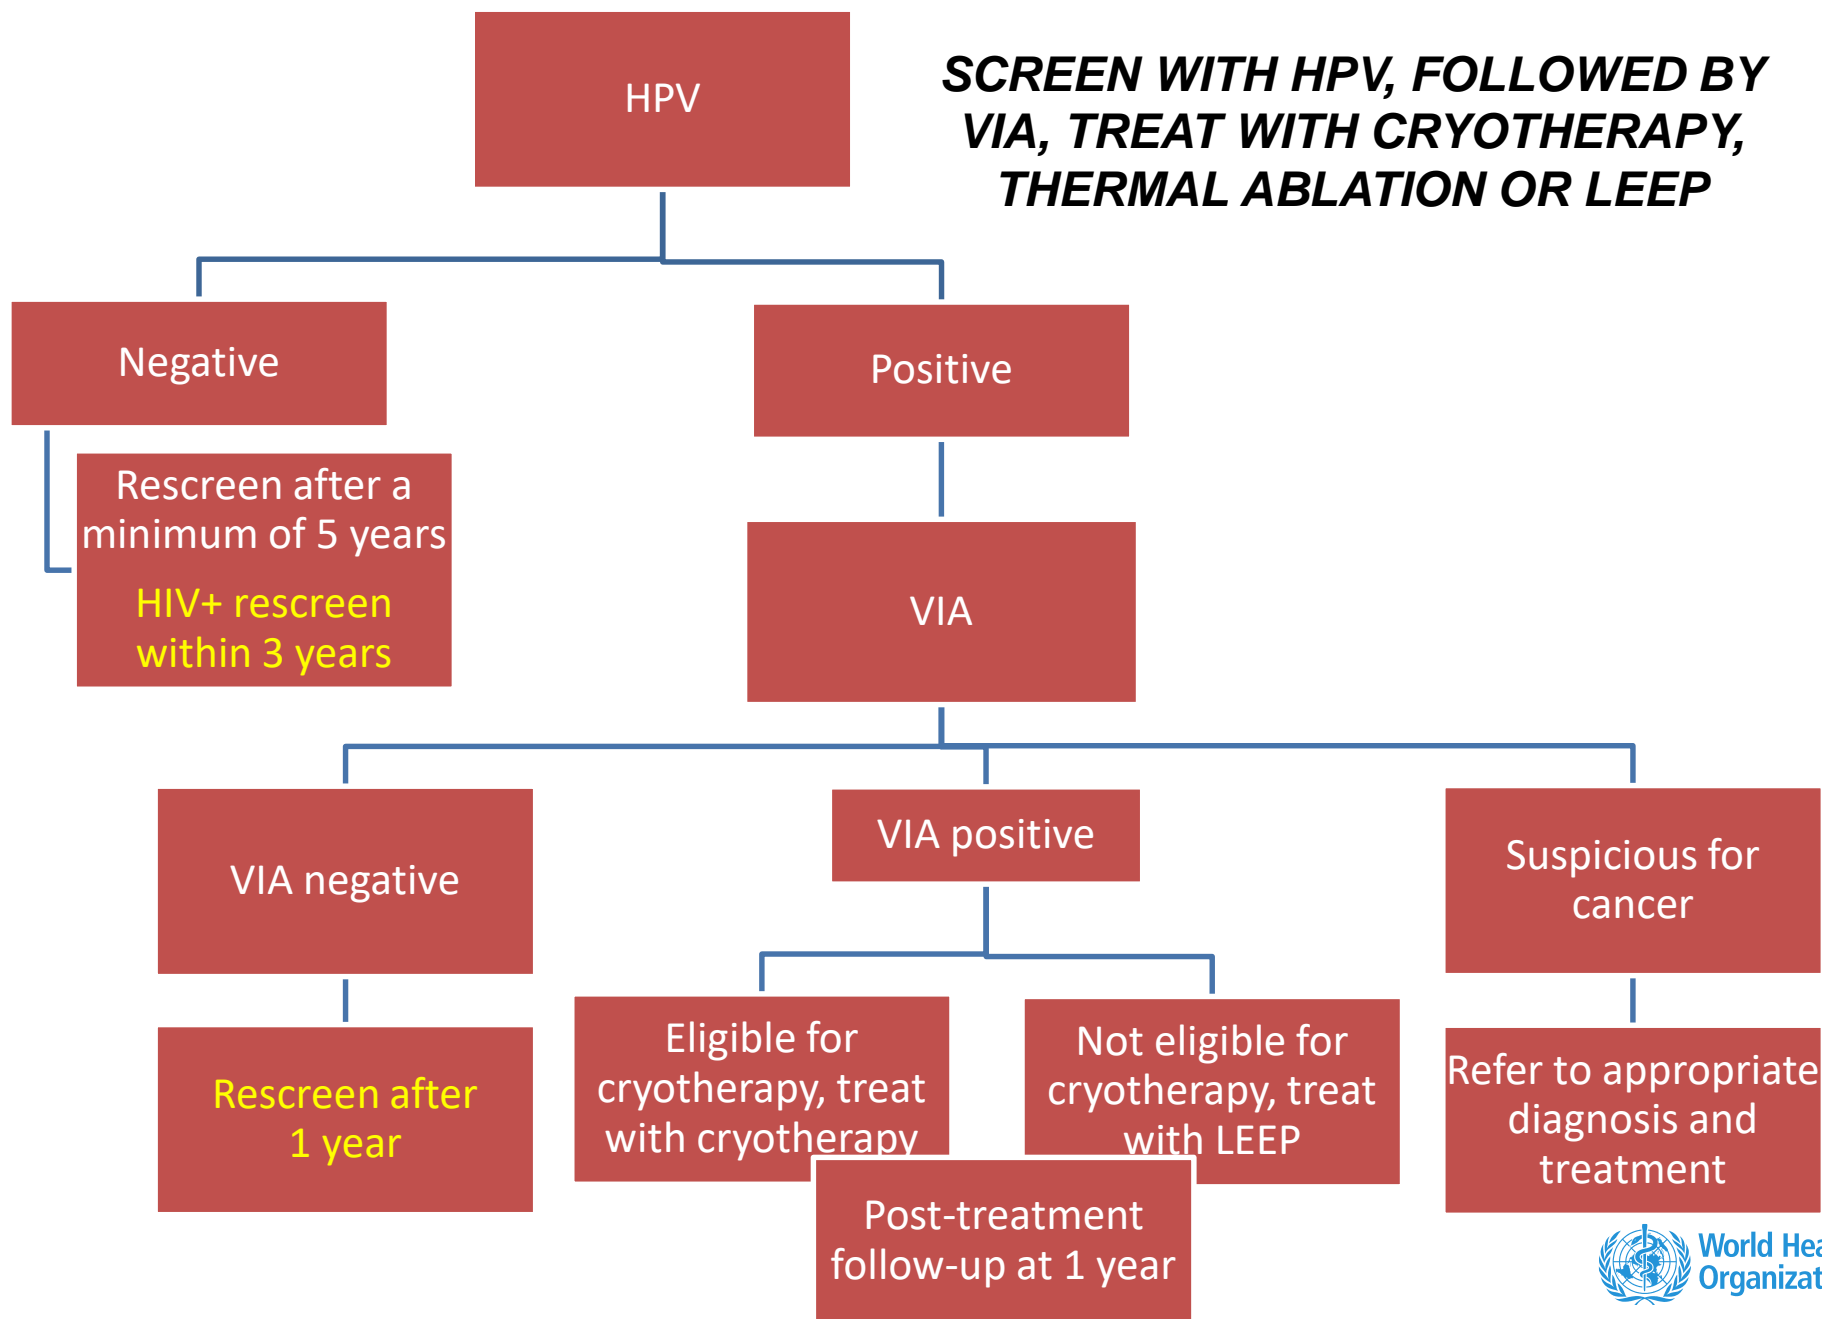 SCREEN WITH HPV, FOLLOWED BY
VIA, TREAT WITH CRYOTHERAPY,
THERMAL ABLATION OR LEEP
HPV
Negative
Positive
Rescreen after a
minimum of 5 years
HIV+ rescreen
within 3 years
VIA
VIA negative
VIA positive
Suspicious for
cancer
Rescreen after
1 year
Eligible for
cryotherapy, treat
with cryotherapy
Not eligible for
cryotherapy, treat
with LEEP
Refer to appropriate
diagnosis and
treatment
Post-treatment
follow-up at 1 year
World Hea
Organizat